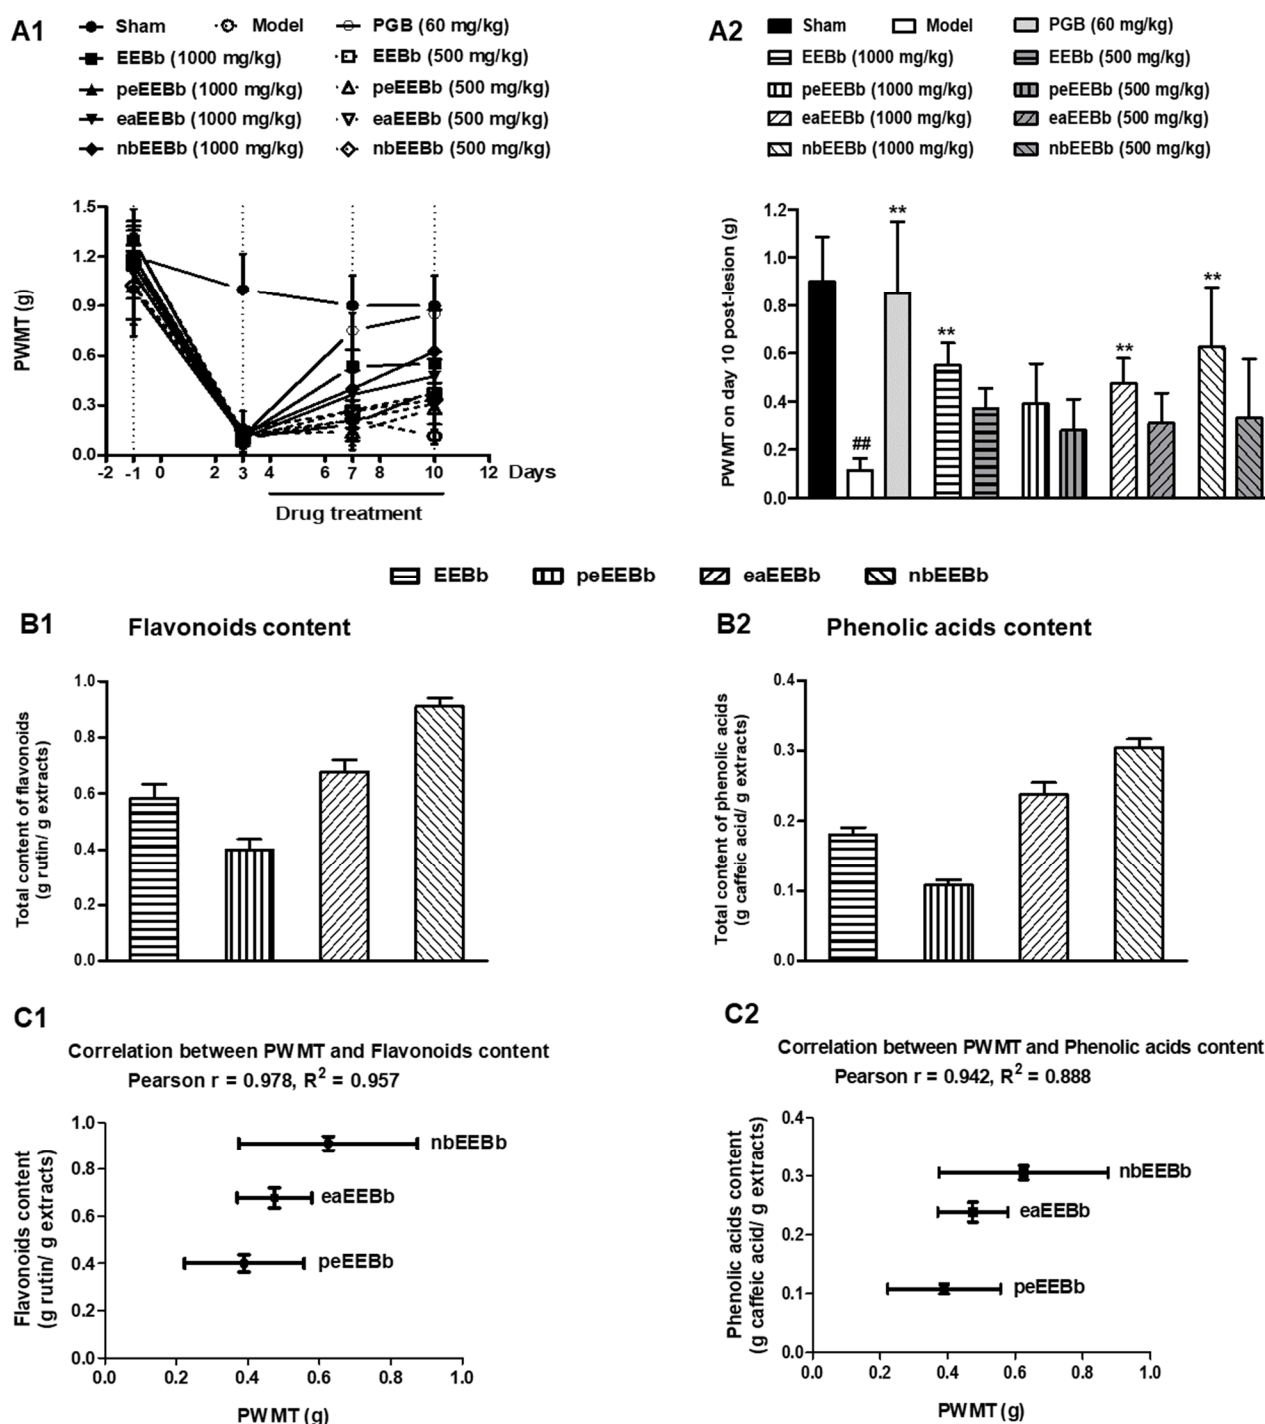 A1
Sham Model PGB (60 mg/kg)
EEBb (1000 mg/kg) EEBb (500 mg/kg)
peEEBb (1000 mg/kg) peEEBb (500 mg/kg)
eaEEBb (1000 mg/kg) eaEEBb (500 mg/kg)
nbEEBb (1000 mg/kg) nbEEBb (500 mg/kg)
PWMT (g)
1.5
1.2
0.9
0.6
0.3
0.0
-2 -1 0 2 3 4 6 7 8 10 12 Days
Drug treatment
A2
Sham Model PGB (60 mg/kg)
EEBb (1000 mg/kg) EEBb (500 mg/kg)
peEEBb (1000 mg/kg) peEEBb (500 mg/kg)
eaEEBb (1000 mg/kg) eaEEBb (500 mg/kg)
nbEEBb (1000 mg/kg) nbEEBb (500 mg/kg)
PWMT on day 10 post-lesion (g)
1.2
1.0
0.8
0.6
0.4
0.2
0.0
## ** ** ** **
EEBb peEEBb eaEEBb nbEEBb
B1 Flavonoids content
Total content of flavonoids
(g rutin/ g extracts)
1.0
0.8
0.6
0.4
0.2
0.0
B2 Phenolic acids content
Total content of phenolic acids
(g caffeic acid/ g extracts)
0.4
0.3
0.2
0.1
0.0
C1
Correlation between PWMT and Flavonoids content
Pearson r = 0.978, R² = 0.957
Flavonoids content
(g rutin/ g extracts)
1.0
0.8
0.6
0.4
0.2
0.0
nbEEBb
eaEEBb
peEEBb
0.0 0.2 0.4 0.6 0.8 1.0
PWMT (g)
C2
Correlation between PWMT and Phenolic acids content
Pearson r = 0.942, R² = 0.888
Phenolic acids content
(g caffeic acid/ g extracts)
0.4
0.3
0.2
0.1
0.0
nbEEBb
eaEEBb
peEEBb
0.0 0.2 0.4 0.6 0.8 1.0
PWMT (g)